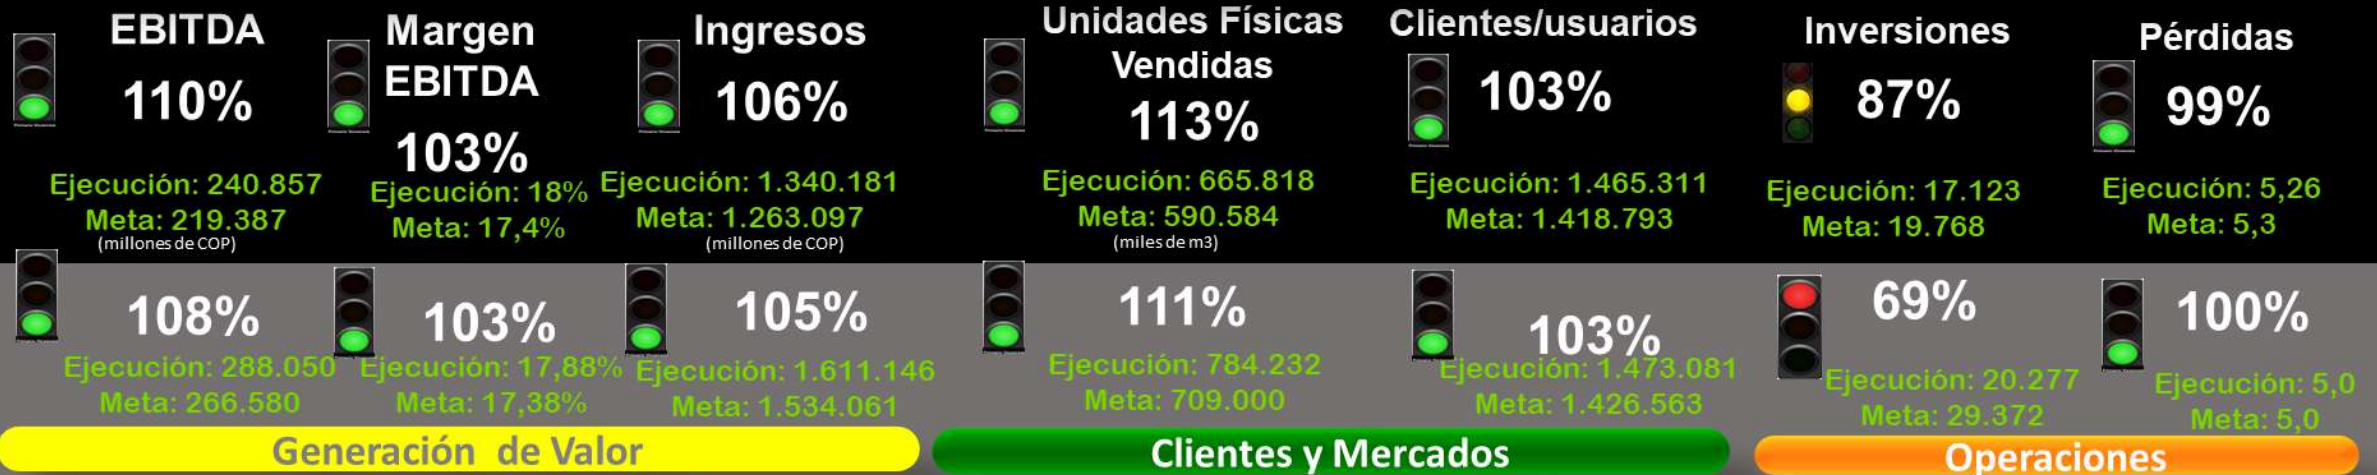 EBITDA
110%
Ejecución: 240.857
Meta: 219.387
(millones de COP)
Margen
EBITDA
103%
Ejecución: 18%
Meta: 17,4%
Ingresos
106%
Ejecución: 1.340.181
Meta: 1.263.097
(millones de COP)
Unidades Físicas
Vendidas
113%
Ejecución: 665.818
Meta: 590.584
(miles de m3)
Clientes/usuarios
103%
Ejecución: 1.465.311
Meta: 1.418.793
Inversiones
87%
Ejecución: 17.123
Meta: 19.768
Pérdidas
99%
Ejecución: 5,26
Meta: 5,3
108%
Ejecución: 288.050
Meta: 266.580
103%
Ejecución: 17,88%
Meta: 17,38%
105%
Ejecución: 1.611.146
Meta: 1.534.061
111%
Ejecución: 784.232
Meta: 709.000
103%
Ejecución: 1.473.081
Meta: 1.426.563
69%
Ejecución: 20.277
Meta: 29.372
100%
Ejecución: 5,0
Meta: 5,0
Generación de Valor
Clientes y Mercados
Operaciones